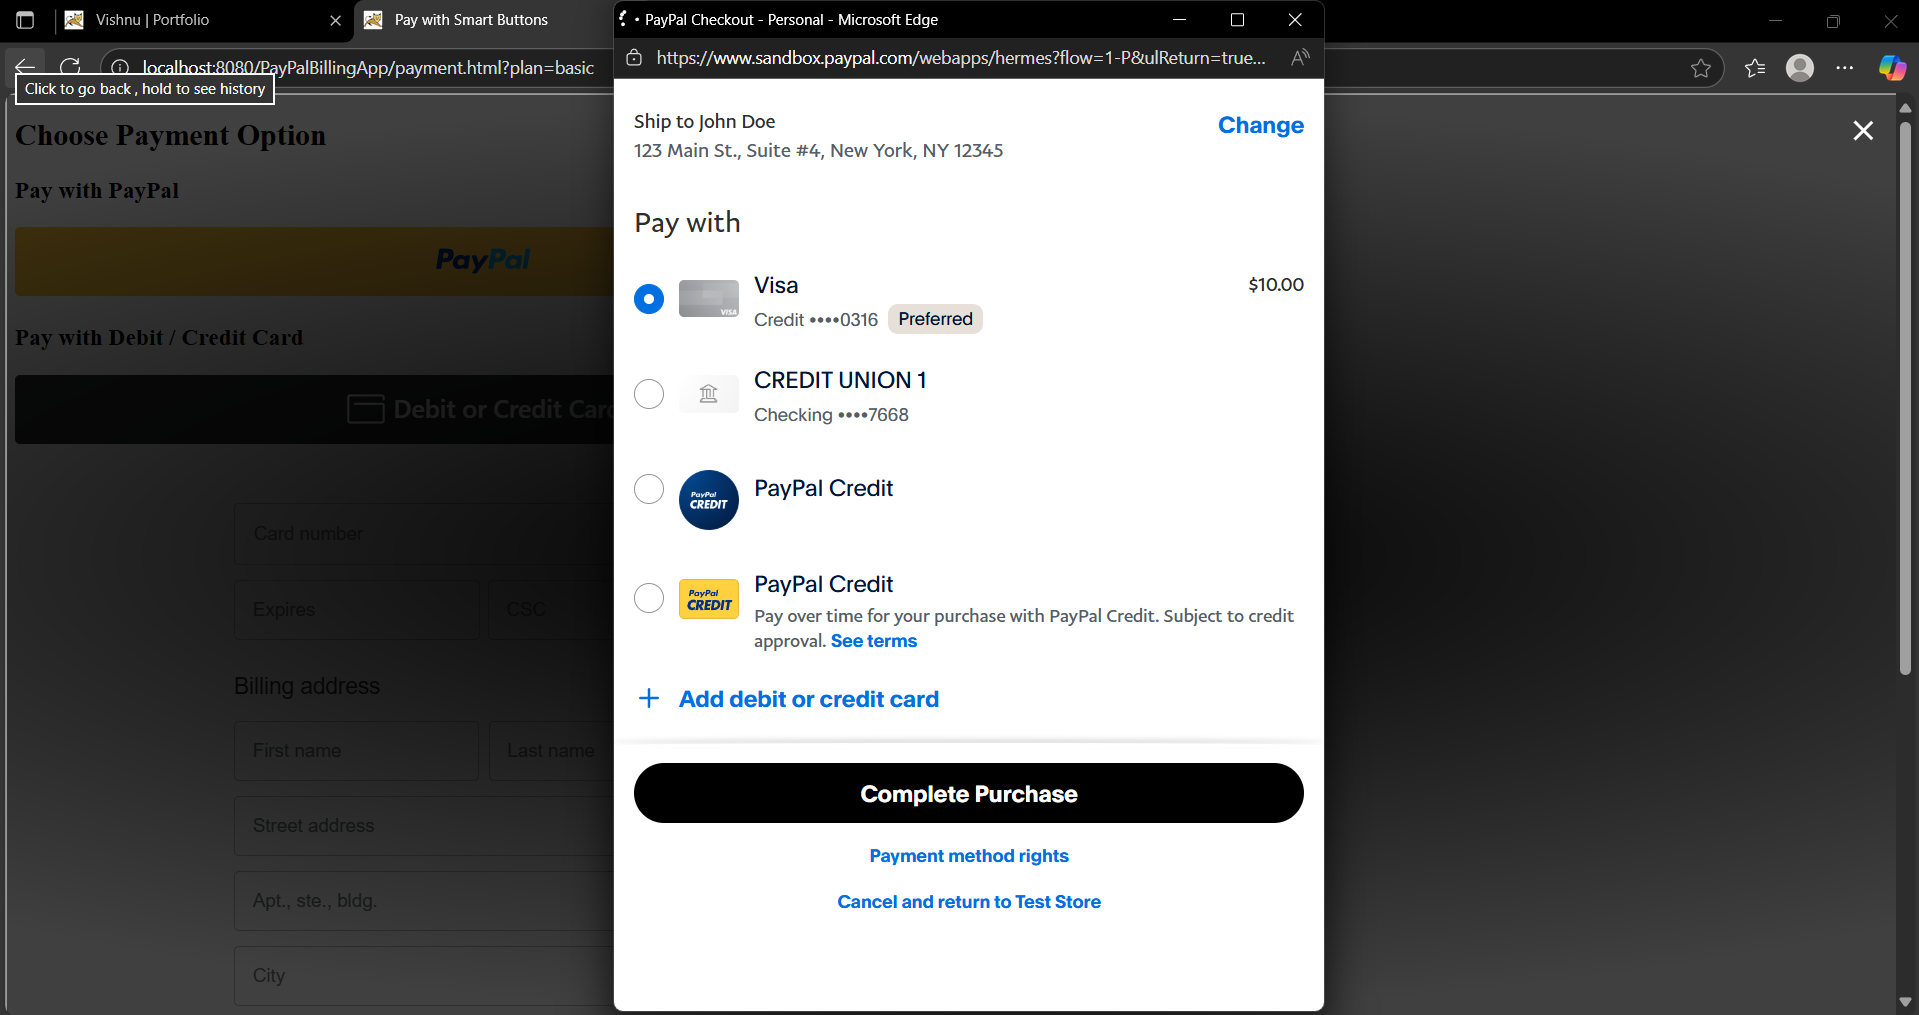 Vishnu | Portfolio
Pay with Smart Buttons
localhost:8080/PayPalBillingApp/payment.html?plan=basic
Click to go back, hold to see history
Choose Payment Option
Pay with PayPal
PayPal
Pay with Debit / Credit Card
Debit or Credit Card
Card number
Expires
CSC
Billing address
First name
Last name
Street address
Apt., ste., bldg.
City
PayPal Checkout - Personal - Microsoft Edge
https://www.sandbox.paypal.com/webapps/hermes?flow=1-P&ulReturn=true...
Ship to John Doe
Change
123 Main St., Suite #4, New York, NY 12345
Pay with
VISA
Visa
$10.00
Credit ••••0316
Preferred
CREDIT UNION 1
Checking ••••7668
PayPal
CREDIT
PayPal Credit
PayPal
CREDIT
PayPal Credit
Pay over time for your purchase with PayPal Credit. Subject to credit
approval. See terms
+ Add debit or credit card
Complete Purchase
Payment method rights
Cancel and return to Test Store